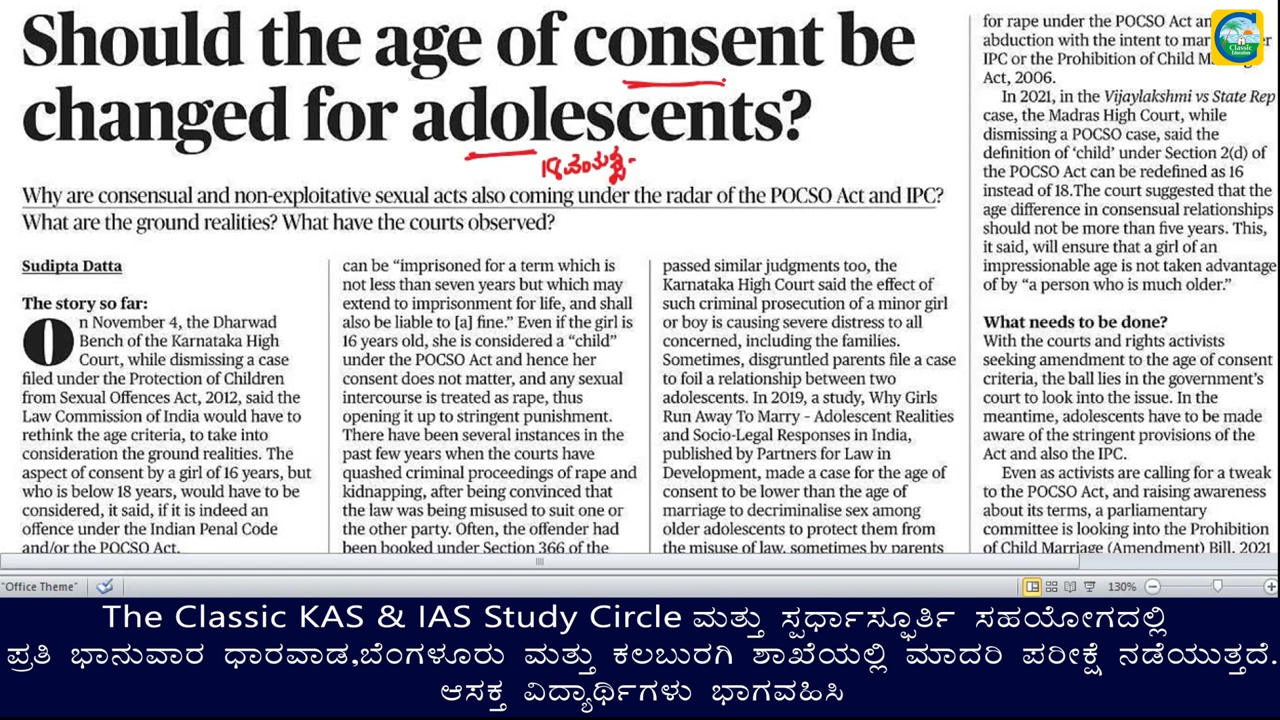 Should the age of consent be
changed for adolescents?
Why are consensual and non-exploitative sexual acts also coming under the radar of the POCSO Act and IPC?
What are the ground realities? What have the courts observed?
Sudipta Datta
The story so far:
On November 4, the Dharwad
Bench of the Karnataka High
Court, while dismissing a case
filed under the Protection of Children
from Sexual Offences Act, 2012, said the
Law Commission of India would have to
rethink the age criteria, to take into
consideration the ground realities. The
aspect of consent by a girl of 16 years, but
who is below 18 years, would have to be
considered, it said, if it is indeed an
offence under the Indian Penal Code
and/or the POCSO Act.
can be “imprisoned for a term which is
not less than seven years but which may
extend to imprisonment for life, and shall
also be liable to [a] fine.” Even if the girl is
16 years old, she is considered a “child”
under the POCSO Act and hence her
consent does not matter, and any sexual
intercourse is treated as rape, thus
opening it up to stringent punishment.
There have been several instances in the
past few years when the courts have
quashed criminal proceedings of rape and
kidnapping, after being convinced that
the law was being misused to suit one or
the other party. Often, the offender had
been booked under Section 366 of the
passed similar judgments too, the
Karnataka High Court said the effect of
such criminal prosecution of a minor girl
or boy is causing severe distress to all
concerned, including the families.
Sometimes, disgruntled parents file a case
to foil a relationship between two
adolescents. In 2019, a study, Why Girls
Run Away To Marry - Adolescent Realities
and Socio-Legal Responses in India,
published by Partners for Law in
Development, made a case for the age of
consent to be lower than the age of
marriage to decriminalise sex among
older adolescents to protect them from
the misuse of law, sometimes by parents
for rape under the POCSO Act an
abduction with the intent to mar
IPC or the Prohibition of Child M
Act, 2006.
In 2021, in the Vijaylakshmi vs State Rep
case, the Madras High Court, while
dismissing a POCSO case, said the
definition of ‘child’ under Section 2(d) of
the POCSO Act can be redefined as 16
instead of 18.The court suggested that the
age difference in consensual relationships
should not be more than five years. This,
it said, will ensure that a girl of an
impressionable age is not taken advantage
of by “a person who is much older.”
What needs to be done?
With the courts and rights activists
seeking amendment to the age of consent
criteria, the ball lies in the government’s
court to look into the issue. In the
meantime, adolescents have to be made
aware of the stringent provisions of the
Act and also the IPC.
Even as activists are calling for a tweak
to the POCSO Act, and raising awareness
about its terms, a parliamentary
committee is looking into the Prohibition
of Child Marriage (Amendment) Bill, 2021
Classic
Education
"Office Theme"
130%
The Classic KAS & IAS Study Circle ಮತ್ತು ಸ್ಪರ್ಧಾಸ್ಫೂರ್ತಿ ಸಹಯೋಗದಲ್ಲಿ
ಪ್ರತಿ ಭಾನುವಾರ ಧಾರವಾಡ,ಬೆಂಗಳೂರು ಮತ್ತು ಕಲಬುರಗಿ ಶಾಖೆಯಲ್ಲಿ ಮಾದರಿ ಪರೀಕ್ಷೆ ನಡೆಯುತ್ತದೆ.
ಆಸಕ್ತ ವಿದ್ಯಾರ್ಥಿಗಳು ಭಾಗವಹಿಸಿ